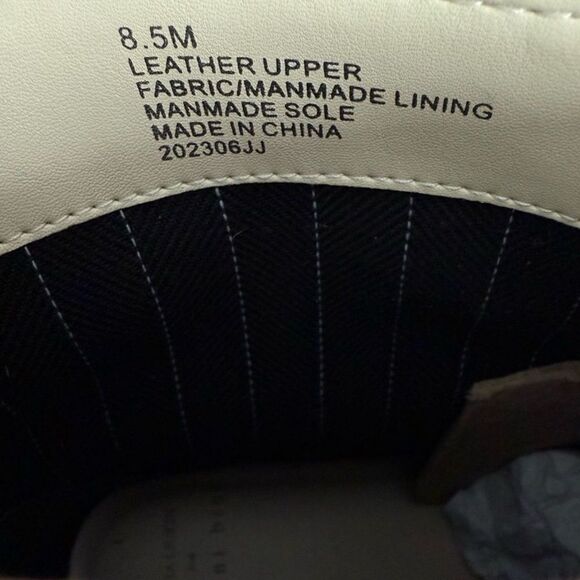 8.5M
LEATHER UPPER
FABRIC/MANMADE LINING
MANMADE SOLE
MADE IN CHINA
202306JJ